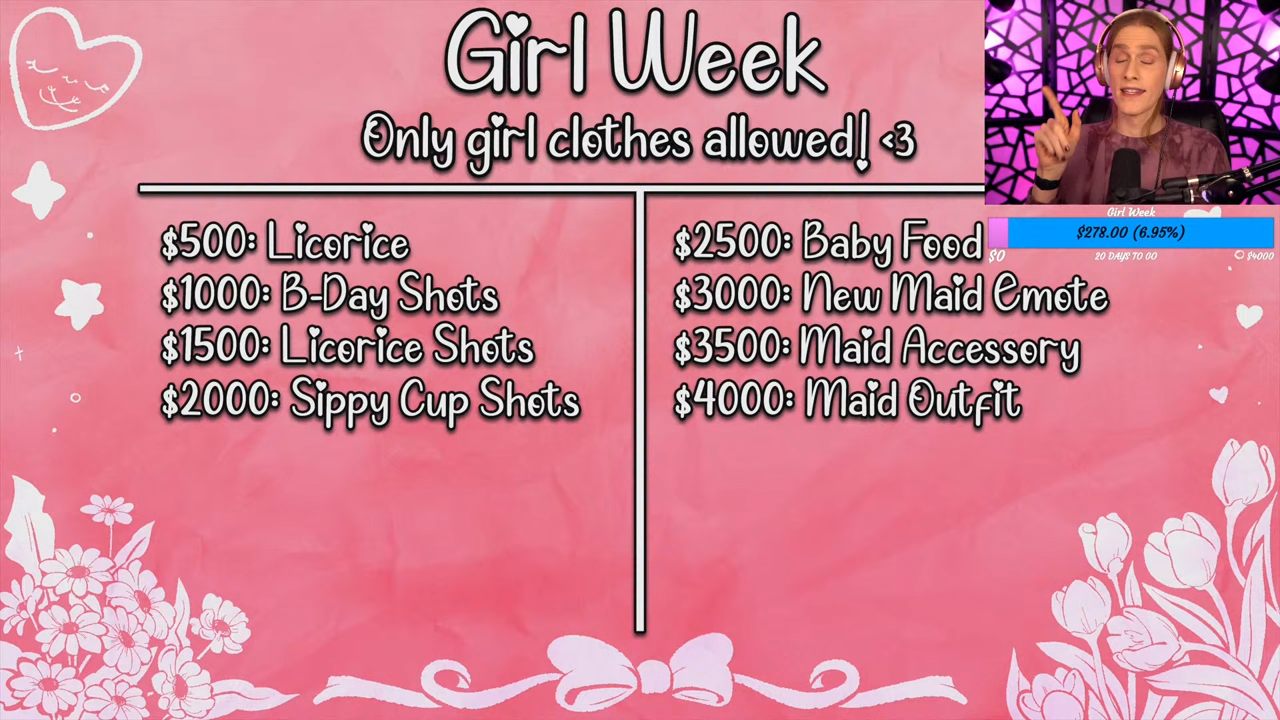 Girl Week
Only girl clothes allowed! <3
$500: Licorice
$1000: B-Day Shots
$1500: Licorice Shots
$2000: Sippy Cup Shots
$2500: Baby Food
$3000: New Maid Emote
$3500: Maid Accessory
$4000: Maid Outfit
Girl Week
$278.00 (6.95%)
$0
20 DAYS TO GO
$4000